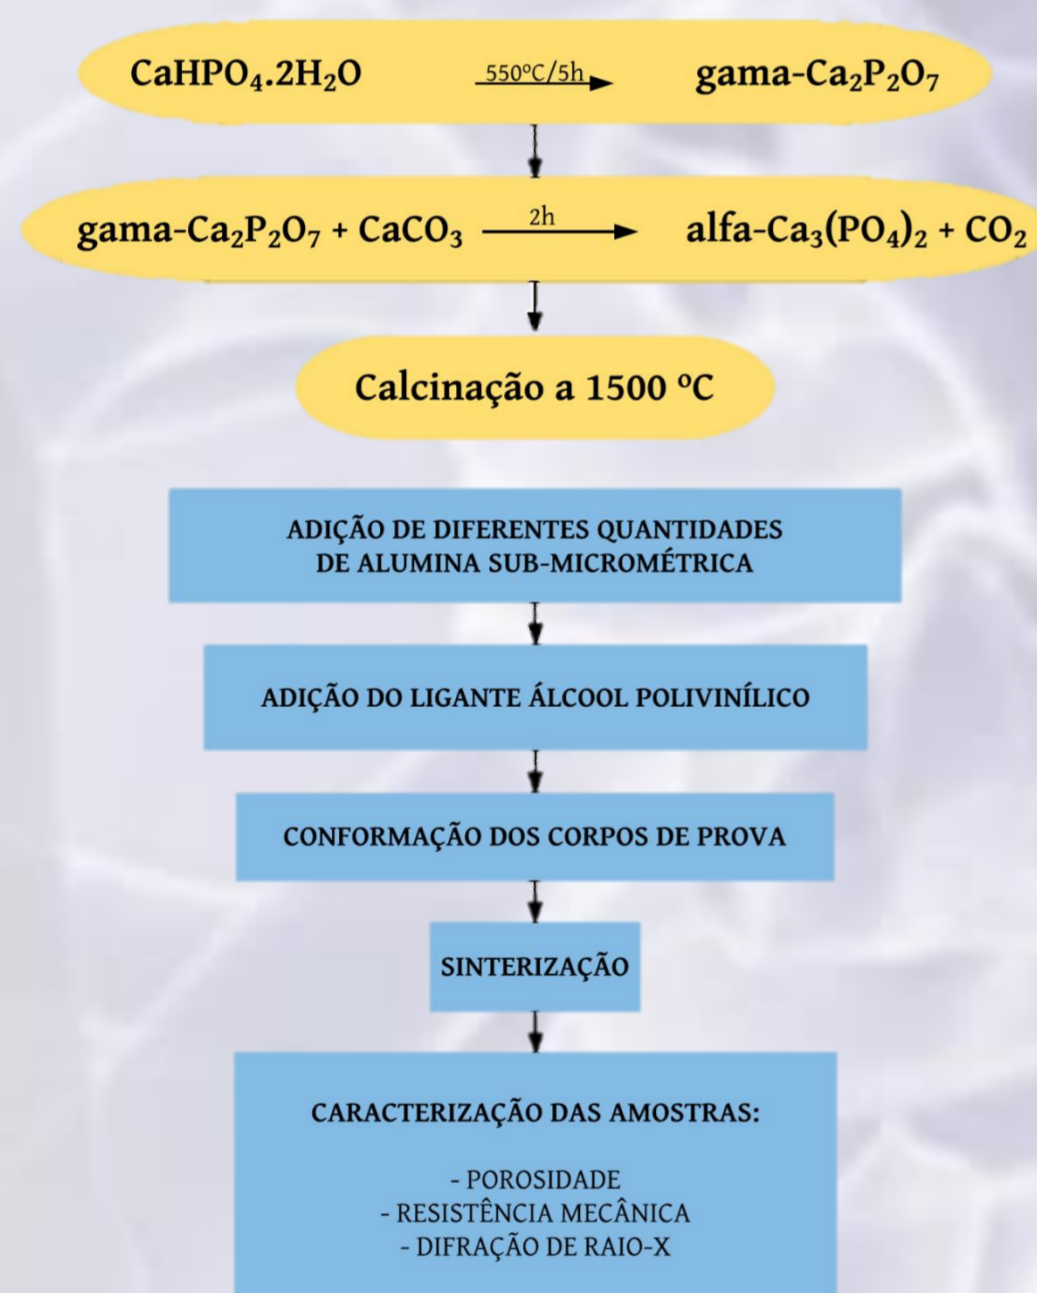 CaHPO₄.2H₂O 550ºC/5h gama-Ca₂P₂O₇
gama-Ca₂P₂O₇ + CaCO₃ 2h alfa-Ca₃(PO₄)₂ + CO₂
Calcinação a 1500 ºC
ADIÇÃO DE DIFERENTES QUANTIDADES
DE ALUMINA SUB-MICROMÉTRICA
ADIÇÃO DO LIGANTE ÁLCOOL POLIVINÍLICO
CONFORMAÇÃO DOS CORPOS DE PROVA
SINTERIZAÇÃO
CARACTERIZAÇÃO DAS AMOSTRAS:
- POROSIDADE
- RESISTÊNCIA MECÂNICA
- DIFRAÇÃO DE RAIO-X